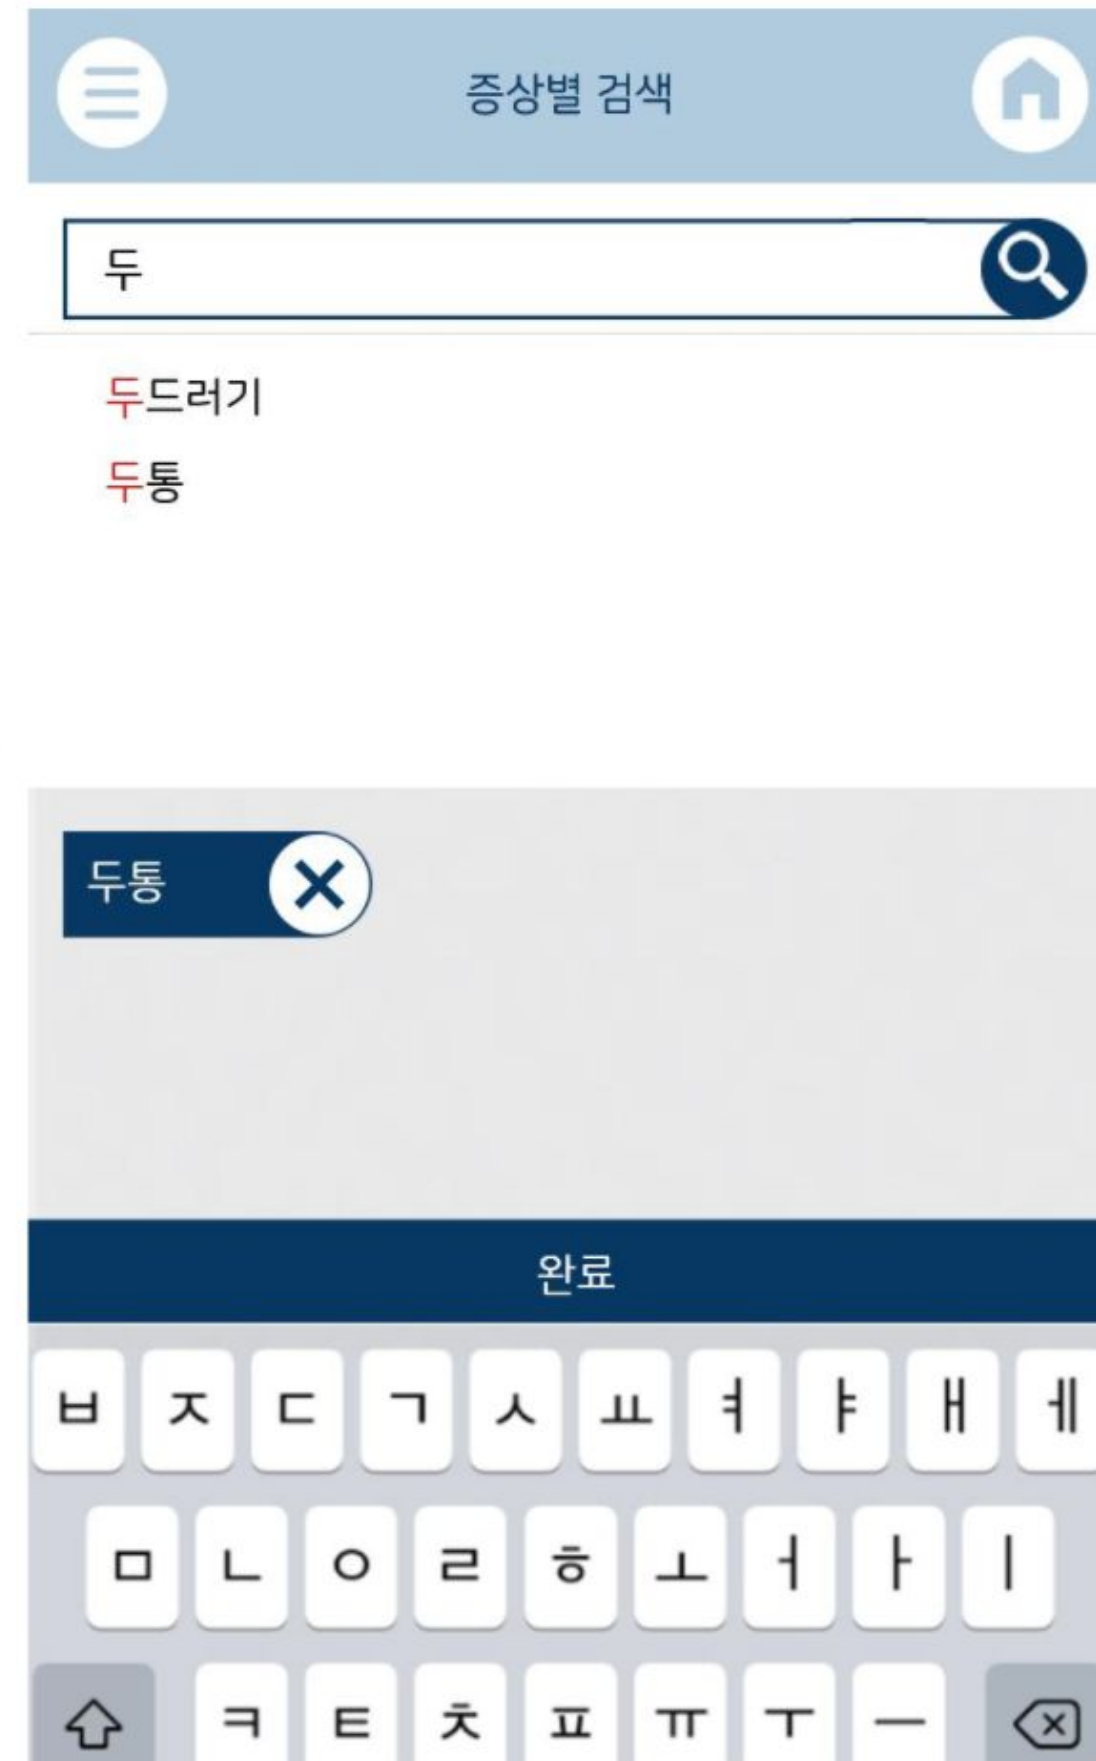 증상별 검색
두
두드러기
두통
두통
완료
ㅂ ㅈ ㄷ ㄱ ㅅ ㅛ ㅕ ㅑ ㅐ ㅔ
ㅁ ㄴ ㅇ ㄹ ㅎ ㅗ ㅓ ㅏ ㅣ
ㅋ ㅌ ㅊ ㅍ ㅠ ㅜ ㅡ